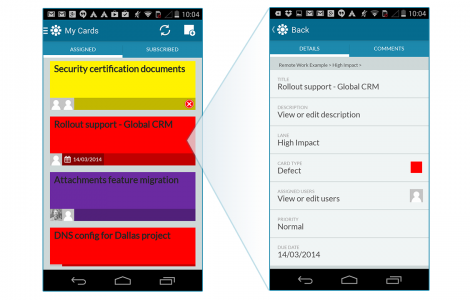 10:04
My Cards
ASSIGNED SUBSCRIBED
Security certification documents
Rollout support - Global CRM
14/03/2014
Attachments feature migration
DNS config for Dallas project
10:04
Back
DETAILS COMMENTS
Remote Work Example > High Impact >
TITLE
Rollout support - Global CRM
DESCRIPTION
View or edit description
LANE
High Impact
CARD TYPE
Defect
ASSIGNED USERS
View or edit users
PRIORITY
Normal
DUE DATE
14/03/2014